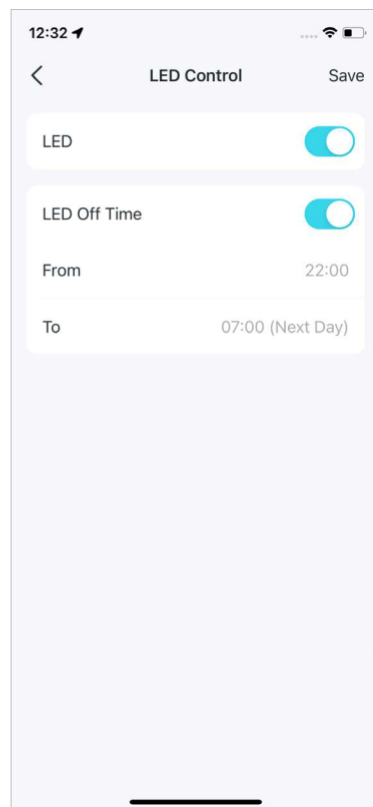 12:32
LED Control
Save
LED
LED Off Time
From
22:00
To
07:00 (Next Day)